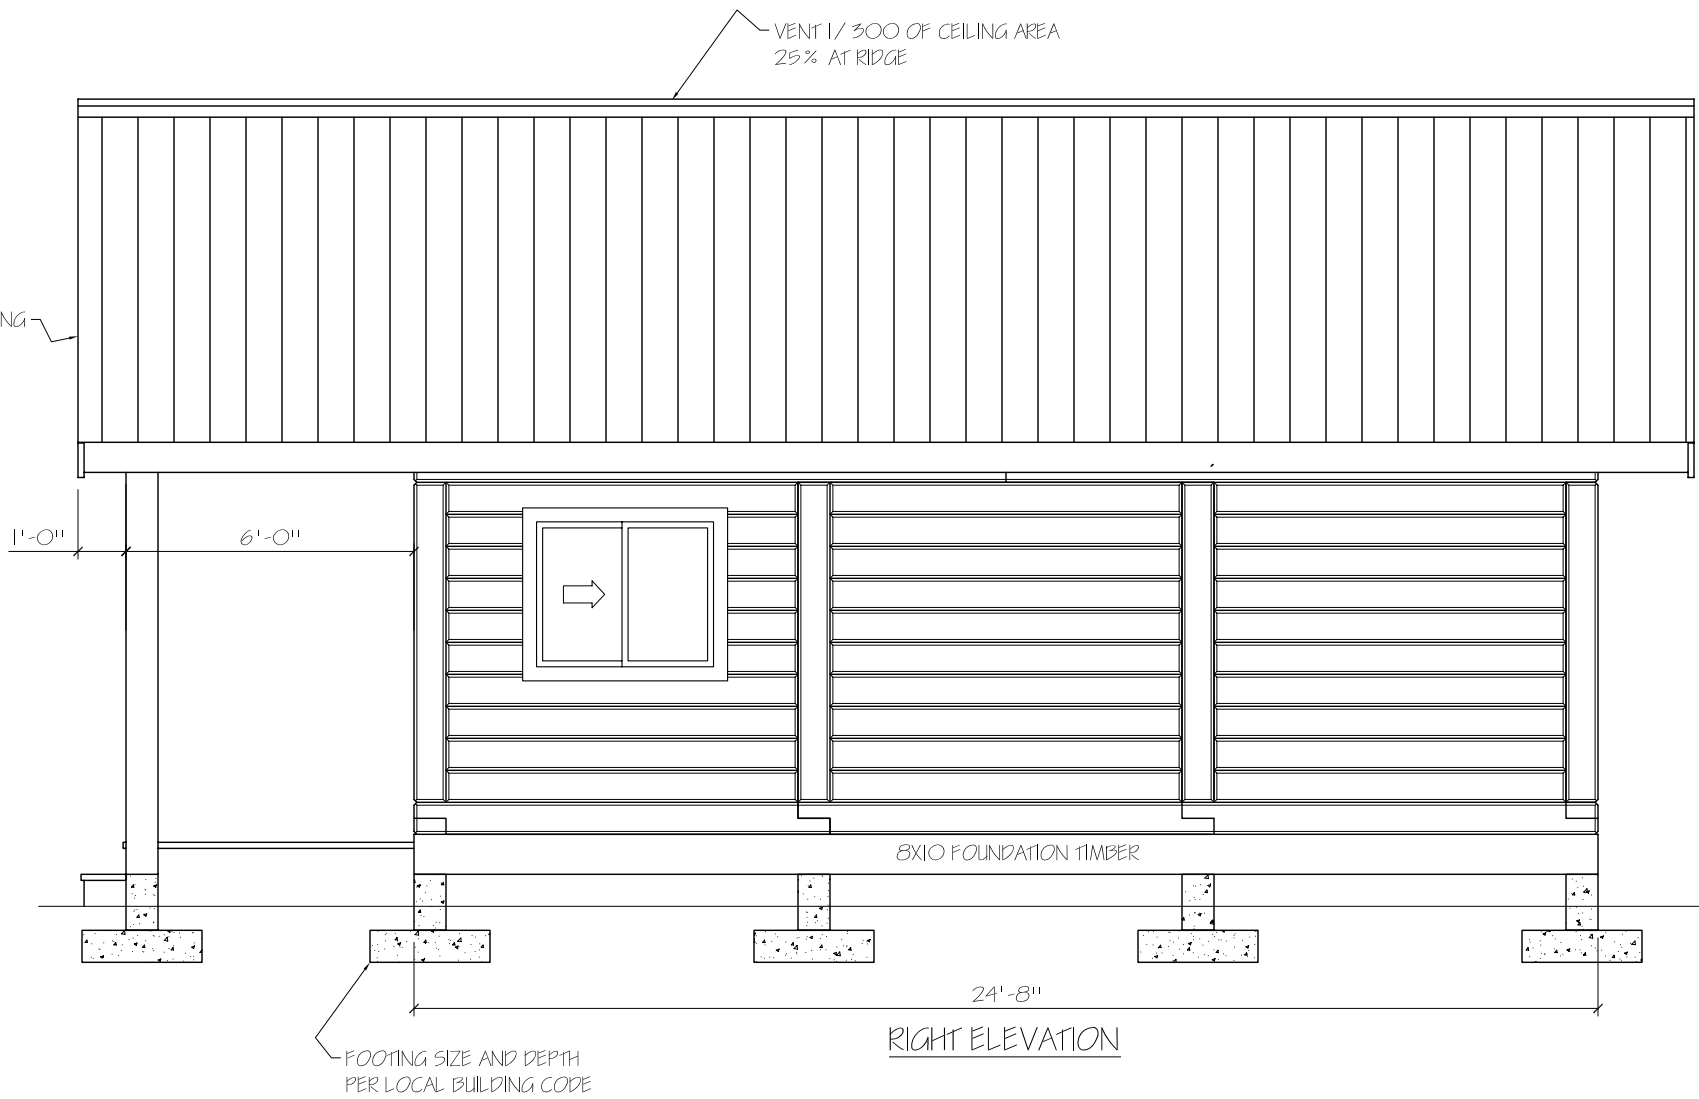 VENT 1/300 OF CEILING AREA
25% AT RIDGE
NG
1'-0"
6'-0"
8X10 FOUNDATION TIMBER
24'-8"
RIGHT ELEVATION
FOOTING SIZE AND DEPTH
PER LOCAL BUILDING CODE